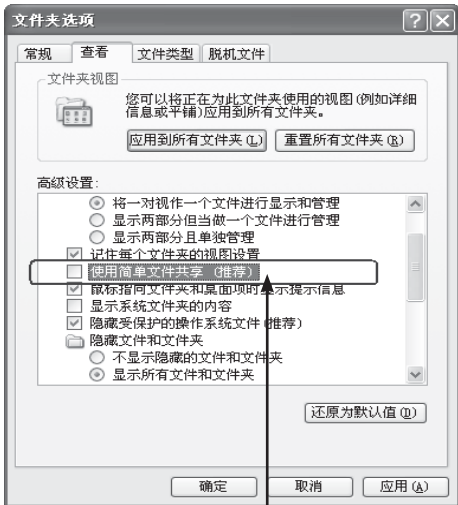 文件夹选项
常规 查看 文件类型 脱机文件
文件夹视图
您可以将正在为此文件夹使用的视图(例如详细
信息或平铺)应用到所有文件夹。
应用到所有文件夹(L) 重置所有文件夹(R)
高级设置:
将一对视作一个文件进行显示和管理
显示两部分但当做一个文件进行管理
显示两部分且单独管理
记住每个文件夹的视图设置
使用简单文件共享 (推荐)
鼠标指向文件夹和桌面项时显示提示信息
显示系统文件夹的内容
隐藏受保护的操作系统文件(推荐)
隐藏文件和文件夹
不显示隐藏的文件和文件夹
显示所有文件和文件夹
还原为默认值(D)
确定 取消 应用(A)